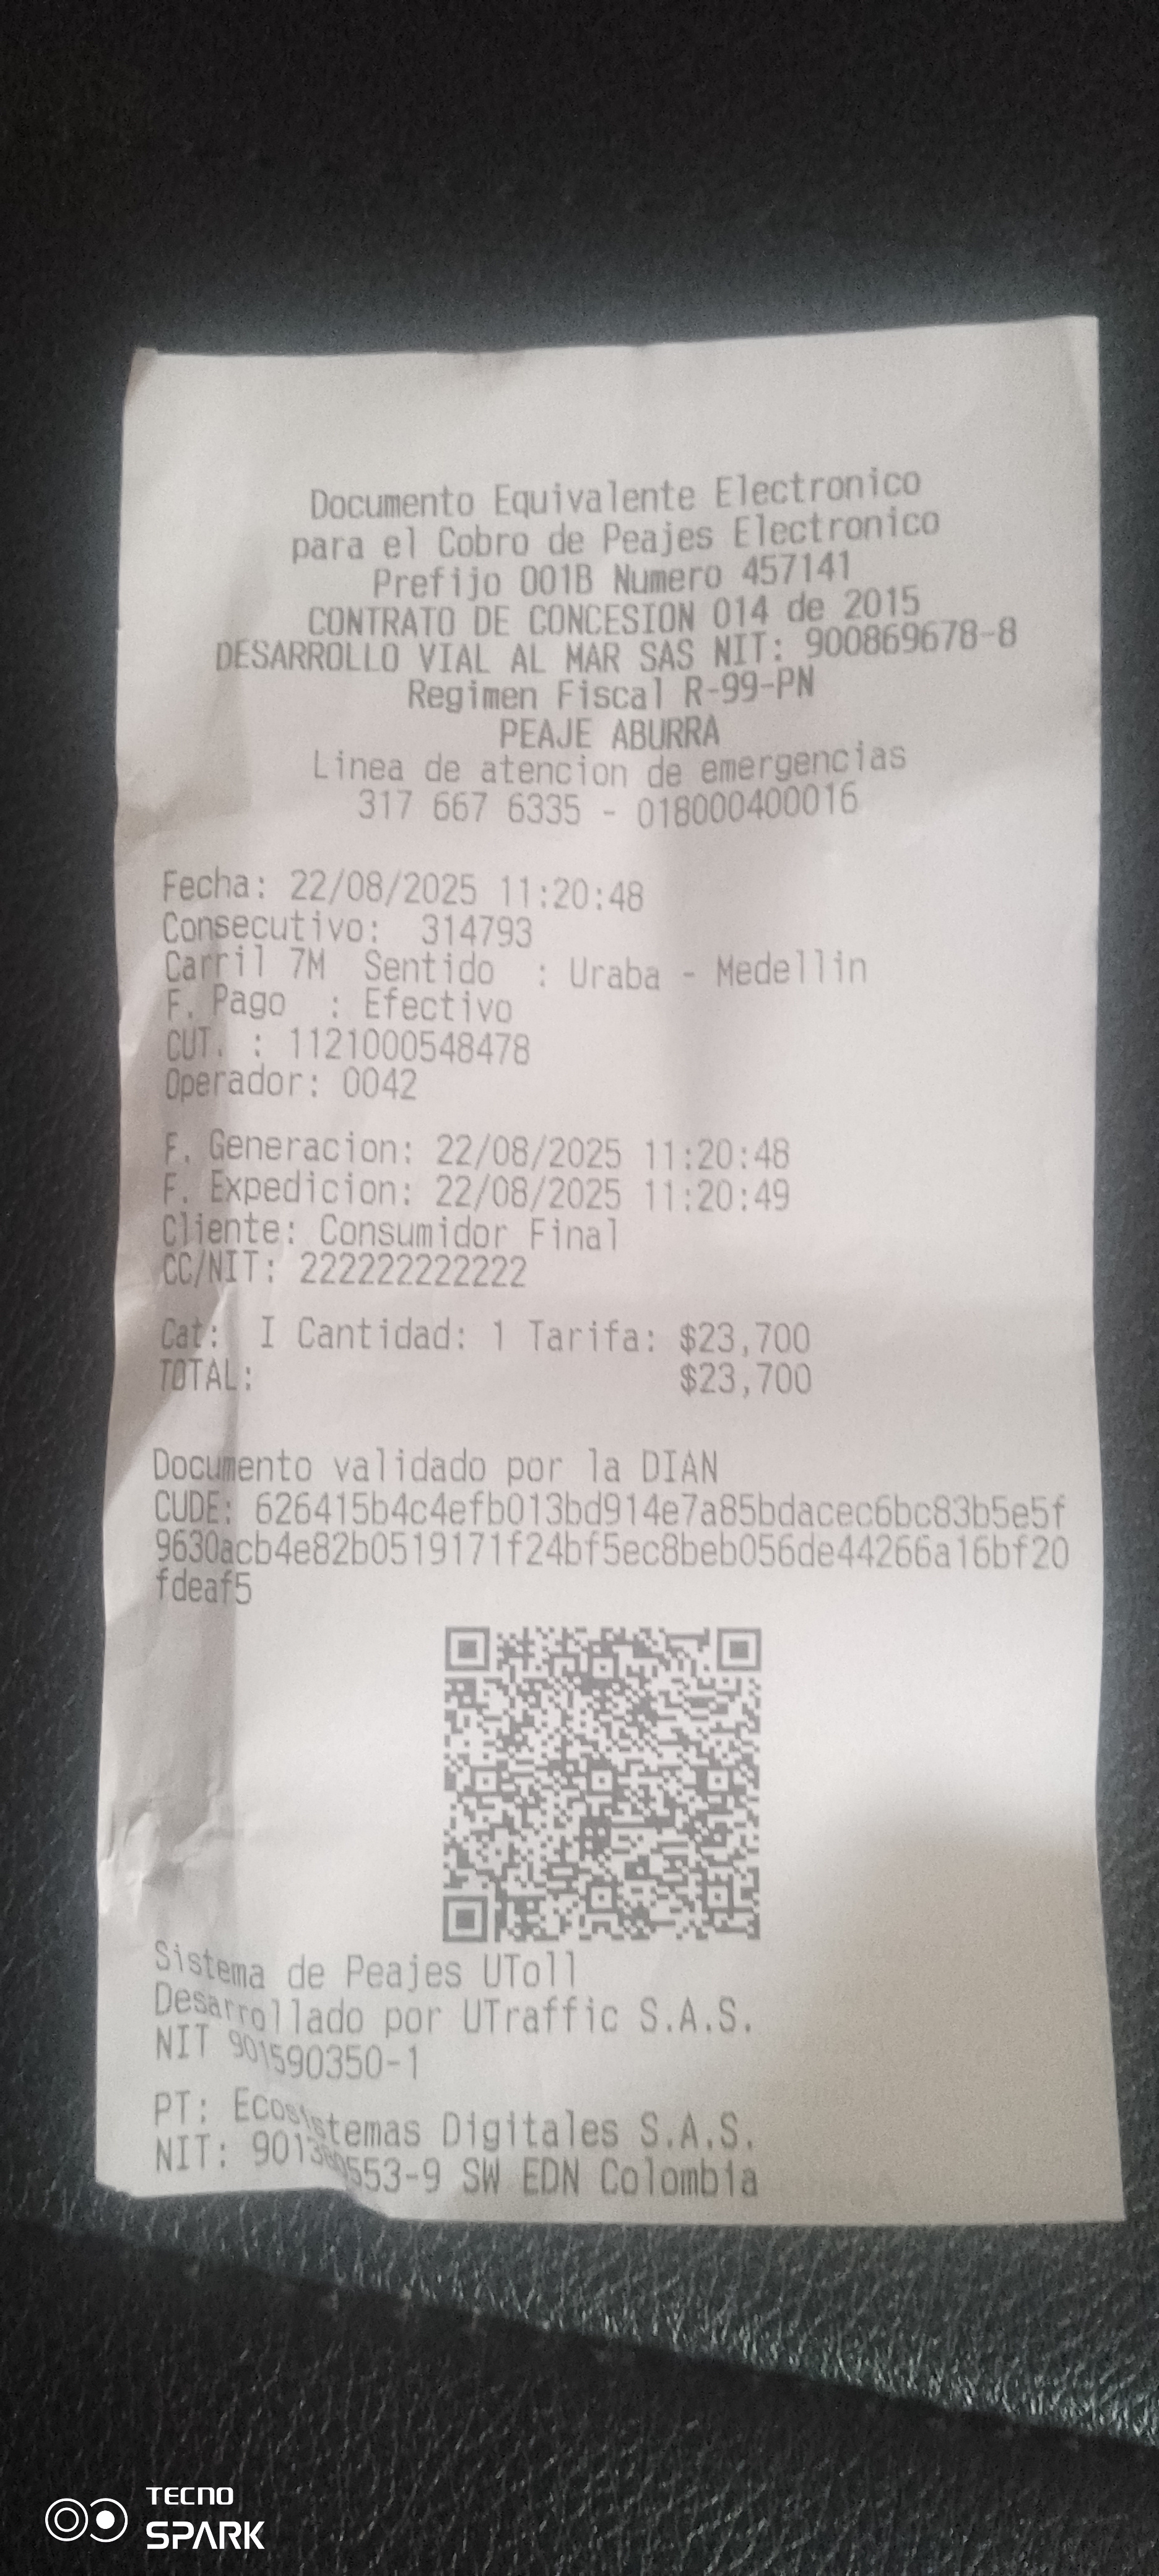 Documento Equivalente Electronico
para el Cobro de Peajes Electronico
Prefijo 001B Numero 457141
CONTRATO DE CONCESION 014 de 2015
DESARROLLO VIAL AL MAR SAS NIT: 900869678-8
Regimen Fiscal R-99-PN
PEAJE ABURRA
Linea de atencion de emergencias
317 667 6335 - 018000400016
Fecha: 22/08/2025 11:20:48
Consecutivo: 314793
Carril 7M Sentido : Uraba - Medellin
F. Pago : Efectivo
CUT. : 1121000548478
Operador: 0042
F. Generacion: 22/08/2025 11:20:48
F. Expedicion: 22/08/2025 11:20:49
Cliente: Consumidor Final
CC/NIT: 222222222222
Cat: I Cantidad: 1 Tarifa: $23,700
TOTAL: $23,700
Documento validado por la DIAN
CUDE: 626415b4c4efb013bd914e7a85bdacec6bc83b5e5f
9630acb4e82b0519171f24bf5ec8beb056de44266a16bf20
fdeaf5
Sistema de Peajes UToll
Desarrollado por UTraffic S.A.S.
NIT 901590350-1
PT: Ecosistemas Digitales S.A.S.
NIT: SW EDN Colombia
TECNO
SPARK